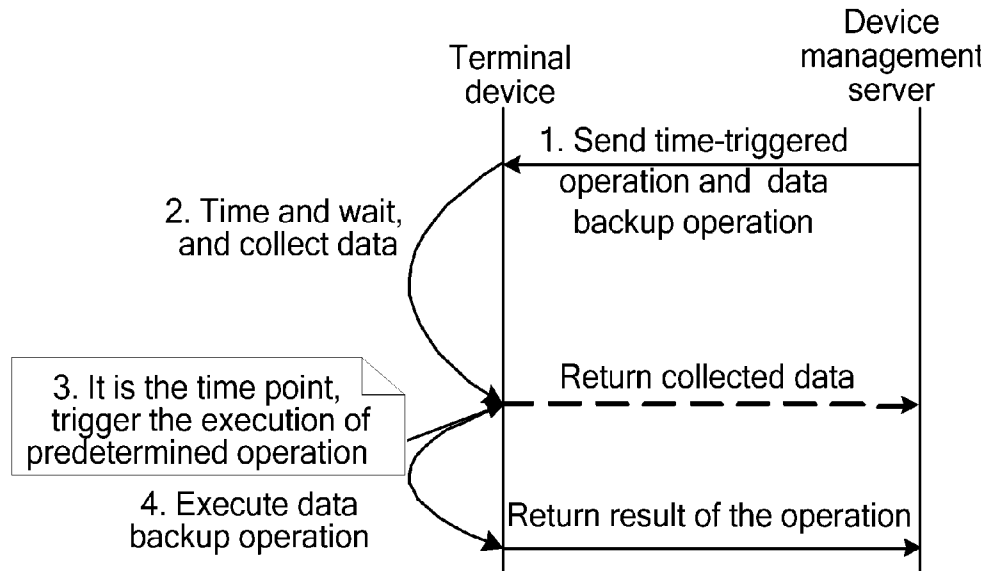 Terminal
device
Device
management
server
1. Send time-triggered
operation and data
backup operation
2. Time and wait,
and collect data
3. It is the time point,
trigger the execution of
predetermined operation
Return collected data
4. Execute data
backup operation
Return result of the operation